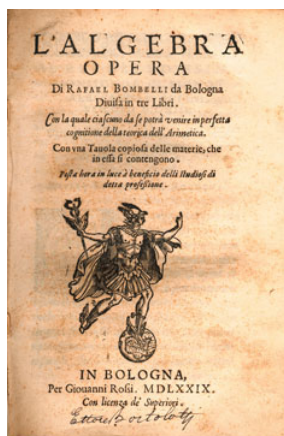 L'ALGEBRA
OPERA
Di RAFAEL BOMBELLI da Bologna
Diuisa in tre Libri.
Con la quale ciascuno da se potrà venire in perfetta
cognitione della teorica dell'Arimetica.
Con vna Tauola copiosa delle materie, che
in essa si contengono.
Posta hora in luce à beneficio delli studiosi di
detta professione.
IN BOLOGNA,
Per Giouanni Rossi. MDLXXIX.
Con licenza de' Superiori.
Ettore Bortolotti